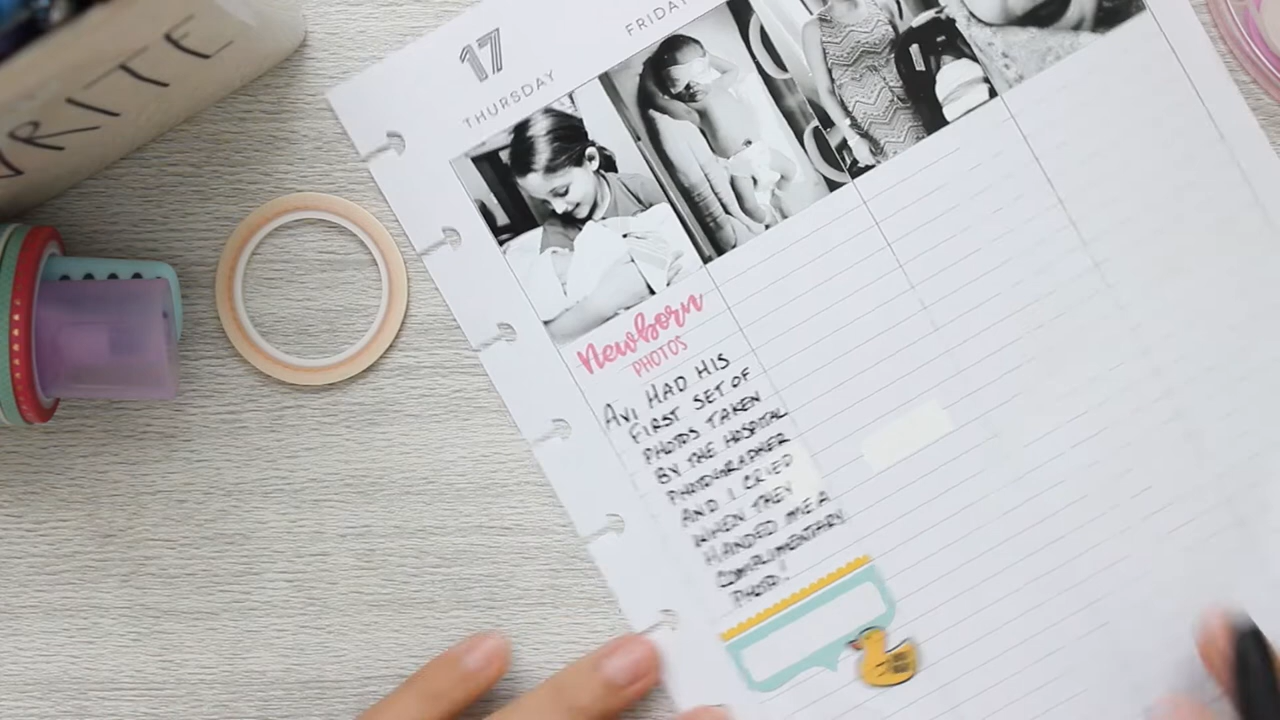 WRITE
17
THURSDAY
FRIDAY
Newborn
PHOTOS
AVI HAD HIS
FIRST SET OF
PHOTOS TAKEN
BY THE HOSPITAL
PHOTOGRAPHER
AND I CRIED
WHEN THEY
HANDED ME A
COMPLIMENTARY
PHOTO!